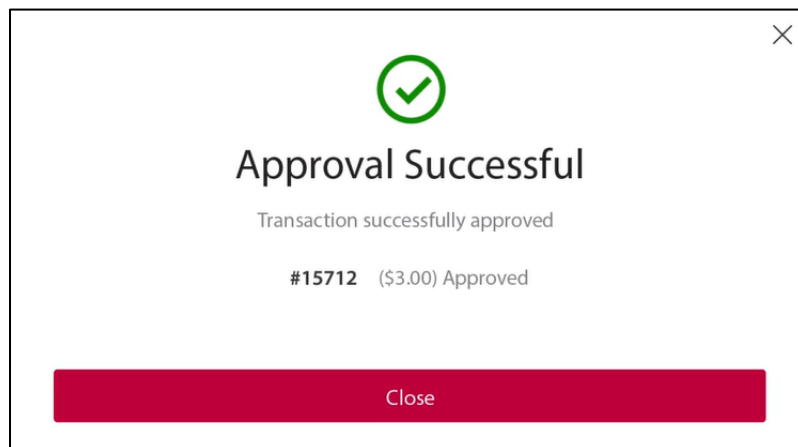 Approval Successful
Transaction successfully approved
#15712 ($3.00) Approved
Close